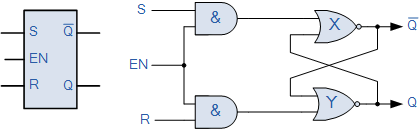 S Q̅
EN
R Q
S & X Q̅
EN
R & Y Q